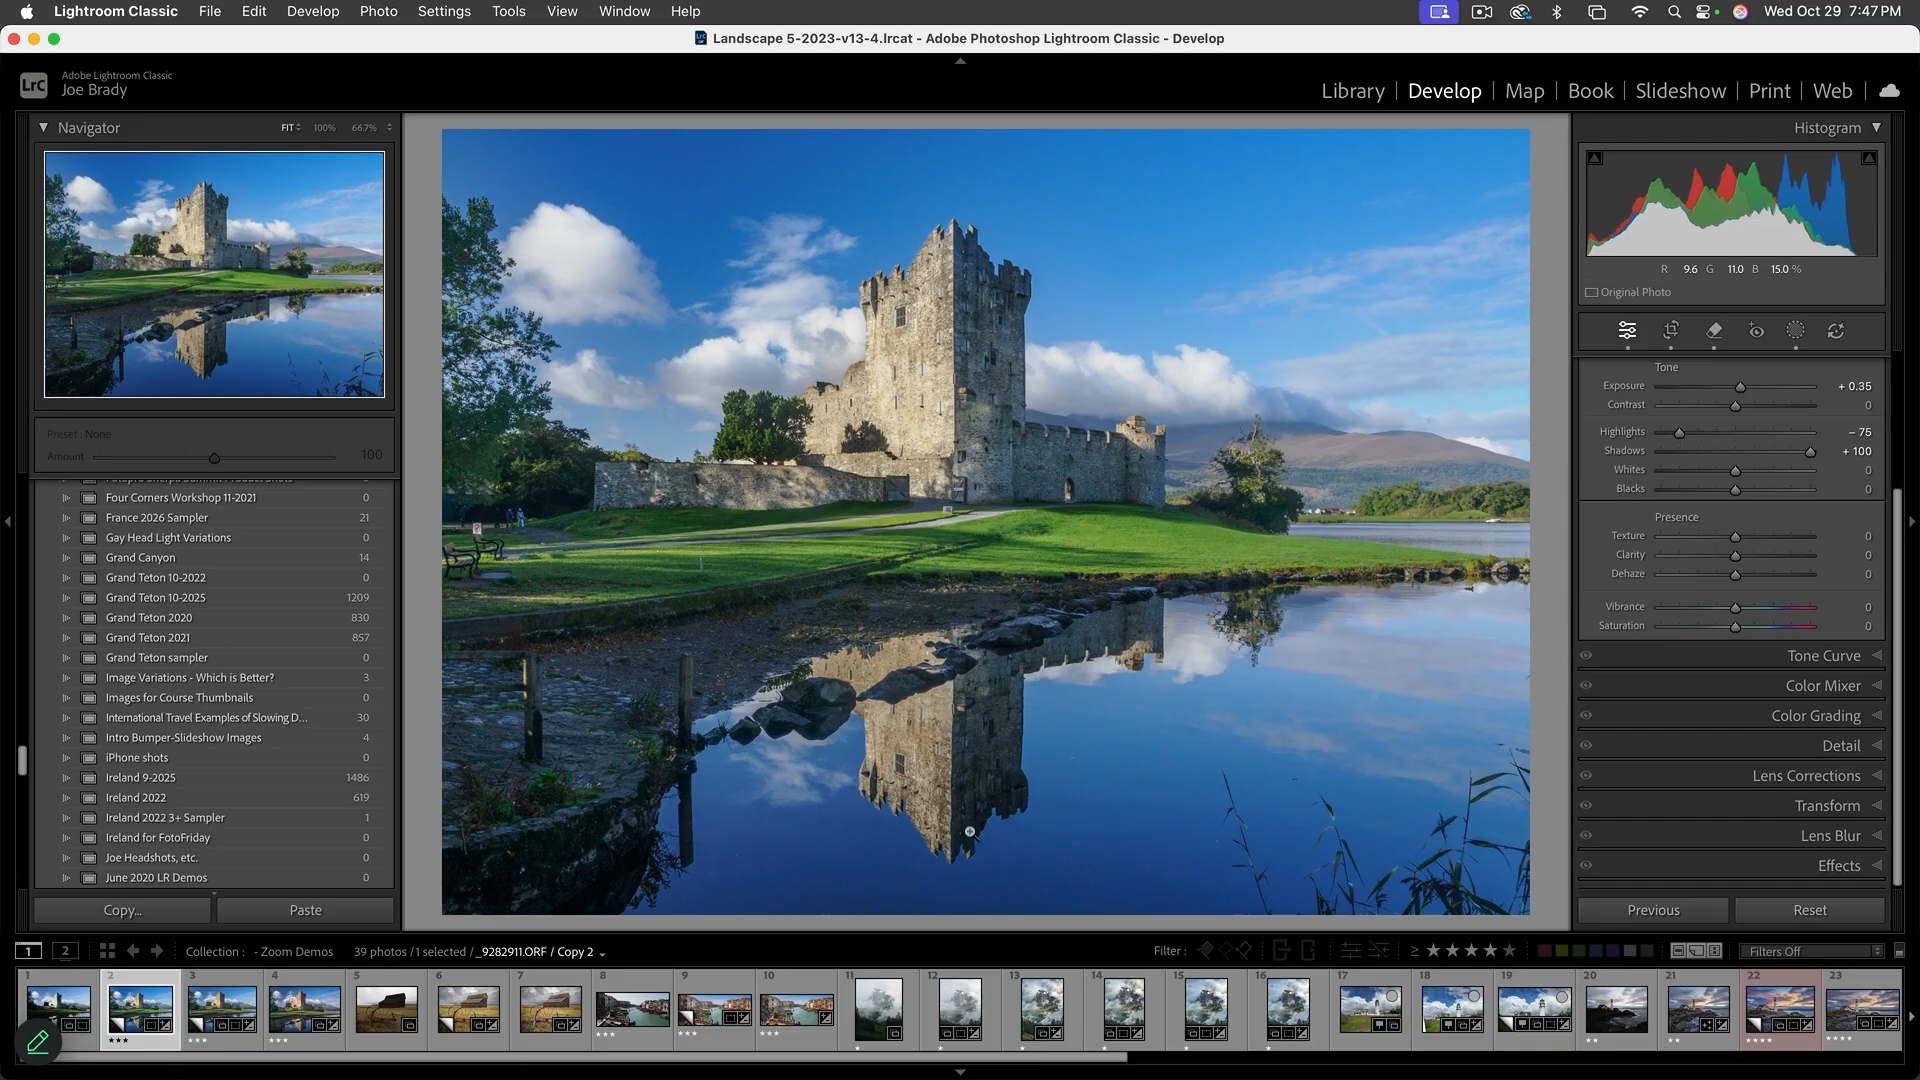 Lightroom Classic File Edit Develop Photo Settings Tools View Window Help Wed Oct 29 7:47 PM
Landscape 5-2023-v13-4.lrcat - Adobe Photoshop Lightroom Classic - Develop
LrC Adobe Lightroom Classic
Joe Brady
Library Develop Map Book Slideshow Print Web
Navigator FIT 100% 66.7%
Preset : None
Amount 100
Four Corners Workshop 11-2021 0
France 2026 Sampler 21
Gay Head Light Variations 0
Grand Canyon 14
Grand Teton 10-2022 0
Grand Teton 10-2025 1209
Grand Teton 2020 830
Grand Teton 2021 857
Grand Teton sampler 0
Image Variations - Which is Better? 3
Images for Course Thumbnails 0
International Travel Examples of Slowing D... 30
Intro Bumper-Slideshow Images 4
iPhone shots 0
Ireland 9-2025 1486
Ireland 2022 619
Ireland 2022 3+ Sampler 1
Ireland for FotoFriday 0
Joe Headshots, etc. 0
June 2020 LR Demos 0
Copy... Paste
Histogram
R 9.6 G 11.0 B 15.0 %
Original Photo
Tone
Exposure + 0.35
Contrast 0
Highlights - 75
Shadows + 100
Whites 0
Blacks 0
Presence
Texture 0
Clarity 0
Dehaze 0
Vibrance 0
Saturation 0
Tone Curve
Color Mixer
Color Grading
Detail
Lens Corrections
Transform
Lens Blur
Effects
Previous Reset
1 2 Collection : - Zoom Demos 39 photos /1 selected /_9282911.ORF / Copy 2 Filter : ≥ ★★★★★ Filters Off
1 2 3 4 5 6 7 8 9 10 11 12 13 14 15 16 17 18 19 20 21 22 23